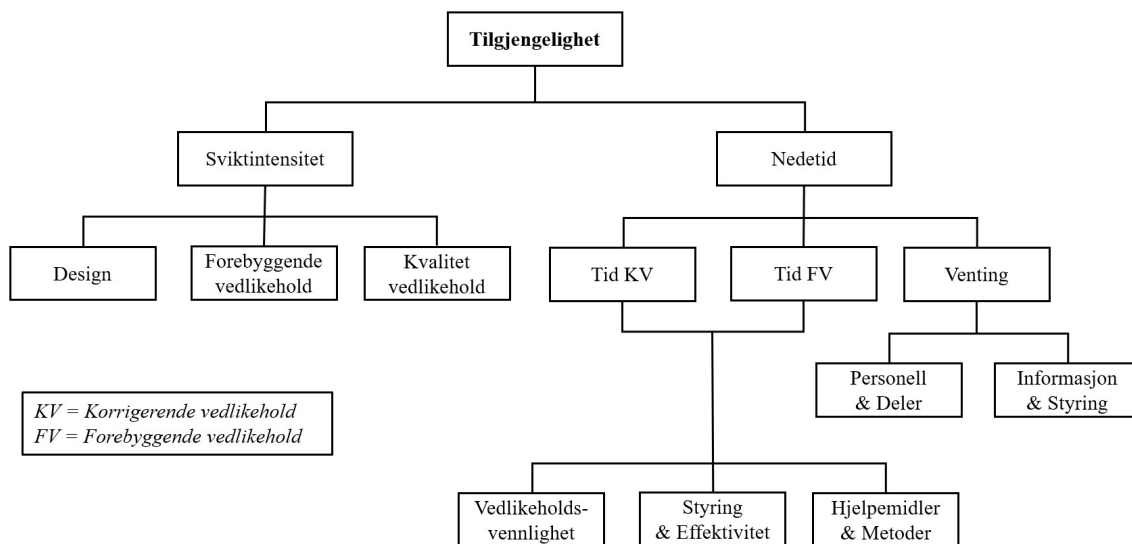 Tilgjengelighet
Sviktintensitet
Nedetid
Design
Forebyggende
vedlikehold
Kvalitet
vedlikehold
Tid KV
Tid FV
Venting
Personell
& Deler
Informasjon
& Styring
KV = Korrigerende vedlikehold
FV = Forebyggende vedlikehold
Vedlikeholds-
vennlighet
Styring
& Effektivitet
Hjelpemidler
& Metoder